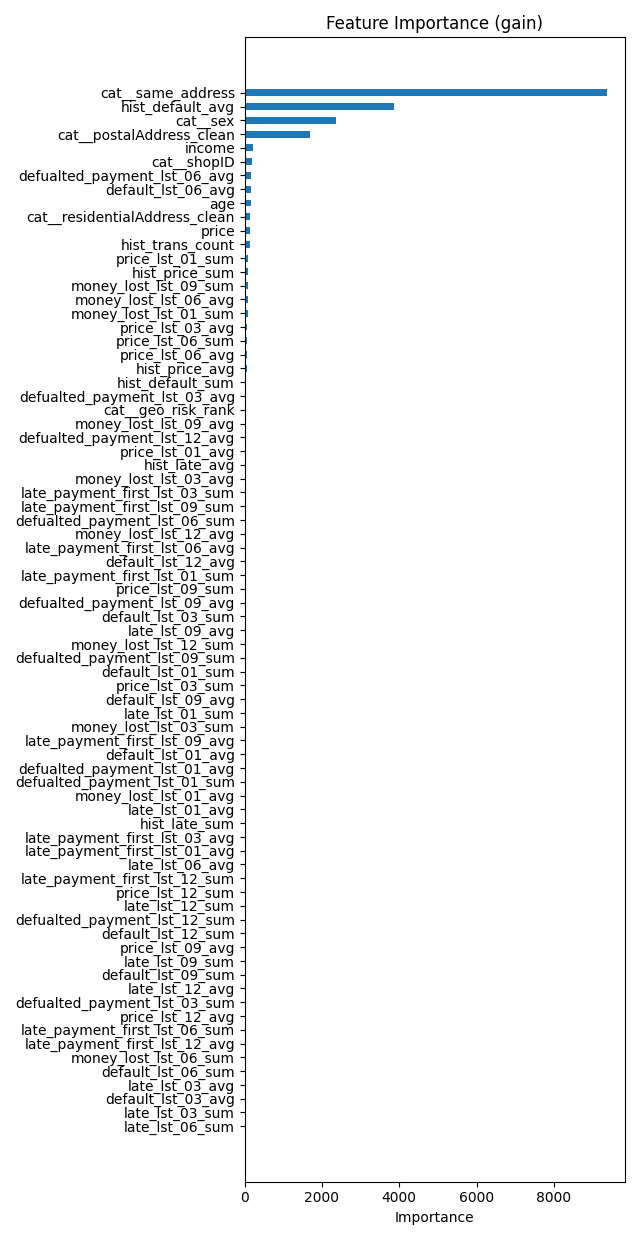 Feature Importance (gain)
cat__same_address
hist_default_avg
cat__sex
cat__postalAddress_clean
income
cat__shopID
defualted_payment_lst_06_avg
default_lst_06_avg
age
cat__residentialAddress_clean
price
hist_trans_count
price_lst_01_sum
hist_price_sum
money_lost_lst_09_sum
money_lost_lst_06_avg
money_lost_lst_01_sum
price_lst_03_avg
price_lst_06_sum
price_lst_06_avg
hist_price_avg
hist_default_sum
defualted_payment_lst_03_avg
cat__geo_risk_rank
money_lost_lst_09_avg
defualted_payment_lst_12_avg
price_lst_01_avg
hist_late_avg
money_lost_lst_03_avg
late_payment_first_lst_03_sum
late_payment_first_lst_09_sum
defualted_payment_lst_06_sum
money_lost_lst_12_avg
late_payment_first_lst_06_avg
default_lst_12_avg
late_payment_first_lst_01_sum
price_lst_09_sum
defualted_payment_lst_09_avg
default_lst_03_sum
late_lst_09_avg
money_lost_lst_12_sum
defualted_payment_lst_09_sum
default_lst_01_sum
price_lst_03_sum
default_lst_09_avg
late_lst_01_sum
money_lost_lst_03_sum
late_payment_first_lst_09_avg
default_lst_01_avg
defualted_payment_lst_01_avg
defualted_payment_lst_01_sum
money_lost_lst_01_avg
late_lst_01_avg
hist_late_sum
late_payment_first_lst_03_avg
late_payment_first_lst_01_avg
late_lst_06_avg
late_payment_first_lst_12_sum
price_lst_12_sum
late_lst_12_sum
defualted_payment_lst_12_sum
default_lst_12_sum
price_lst_09_avg
late_lst_09_sum
default_lst_09_sum
late_lst_12_avg
defualted_payment_lst_03_sum
price_lst_12_avg
late_payment_first_lst_06_sum
late_payment_first_lst_12_avg
money_lost_lst_06_sum
default_lst_06_sum
late_lst_03_avg
default_lst_03_avg
late_lst_03_sum
late_lst_06_sum
0 2000 4000 6000 8000
Importance